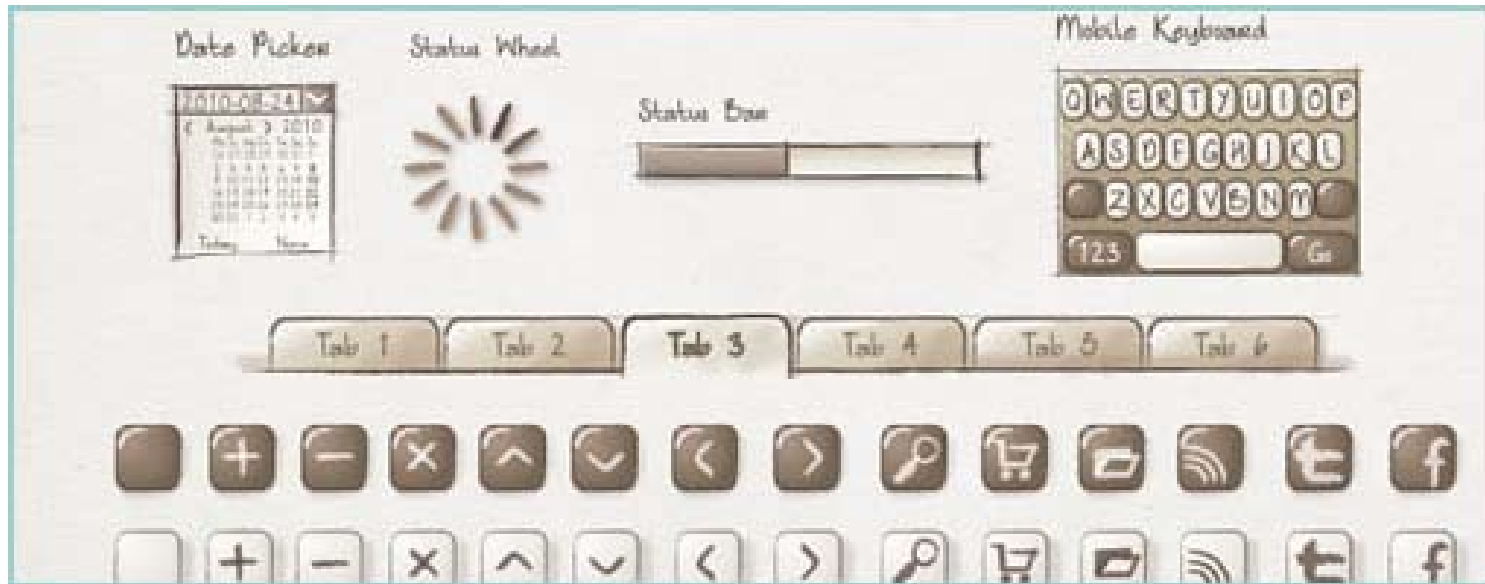 Date Picker
Status Wheel
Mobile Keyboard
Status Bar
2010-08-24
August 2010
Today None
Q W E R T Y U I O P
A S D F G H J K L
Z X C V B N M
123 Go
Tab 1 Tab 2 Tab 3 Tab 4 Tab 5 Tab 6
t f
t f